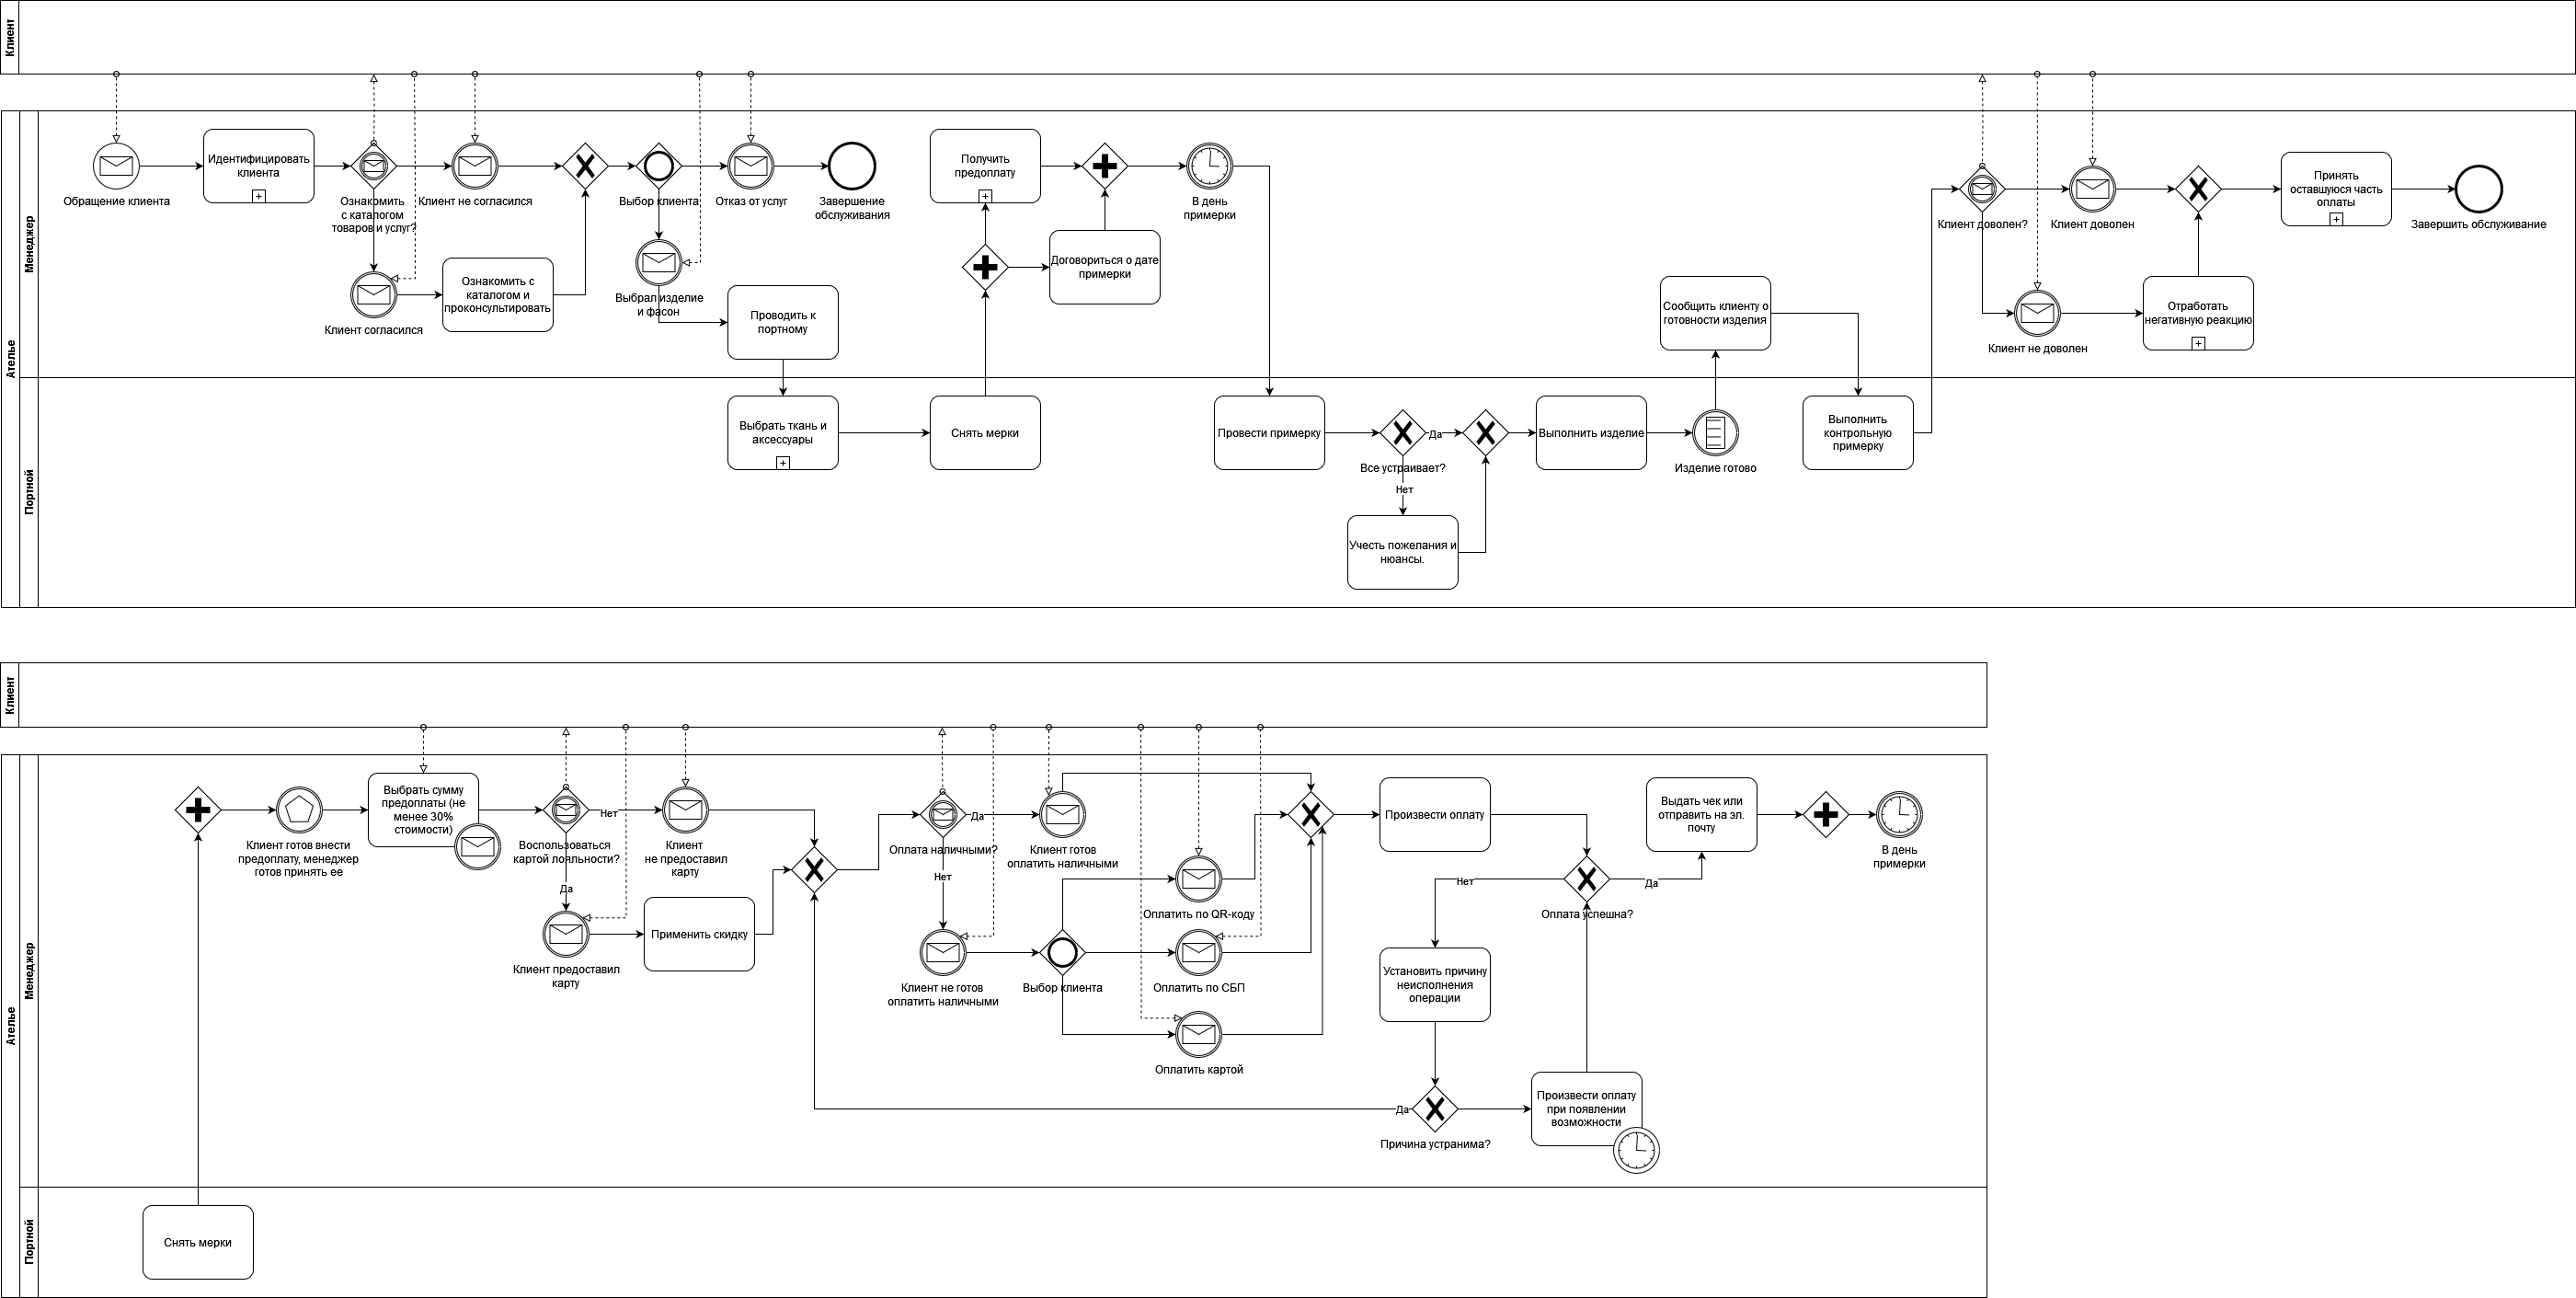 Клиент
Ателье
Менеджер
Портной
Обращение клиента
Идентифицировать
клиента
Ознакомить
с каталогом
товаров и услуг?
Клиент не согласился
Клиент согласился
Ознакомить с
каталогом и
проконсультировать
Выбор клиента
Отказ от услуг
Завершение
обслуживания
Выбрал изделие
и фасон
Проводить к
портному
Выбрать ткань и
аксессуары
Снять мерки
Получить
предоплату
Договориться о дате
примерки
В день
примерки
Провести примерку
Все устраивает?
Да
Нет
Учесть пожелания и
нюансы.
Выполнить изделие
Изделие готово
Сообщить клиенту о
готовности изделия
Выполнить
контрольную
примерку
Клиент доволен?
Клиент доволен
Клиент не доволен
Отработать
негативную реакцию
Принять
оставшуюся часть
оплаты
Завершить обслуживание
Клиент
Ателье
Менеджер
Портной
Снять мерки
Клиент готов внести
предоплату, менеджер
готов принять ее
Выбрать сумму
предоплаты (не
менее 30%
стоимости)
Воспользоваться
картой лояльности?
Нет
Да
Клиент
не предоставил
карту
Клиент предоставил
карту
Применить скидку
Оплата наличными?
Да
Нет
Клиент готов
оплатить наличными
Клиент не готов
оплатить наличными
Выбор клиента
Оплатить по QR-коду
Оплатить по СБП
Оплатить картой
Произвести оплату
Оплата успешна?
Нет
Да
Установить причину
неисполнения
операции
Причина устранима?
Да
Произвести оплату
при появлении
возможности
Выдать чек или
отправить на эл.
почту
В день
примерки